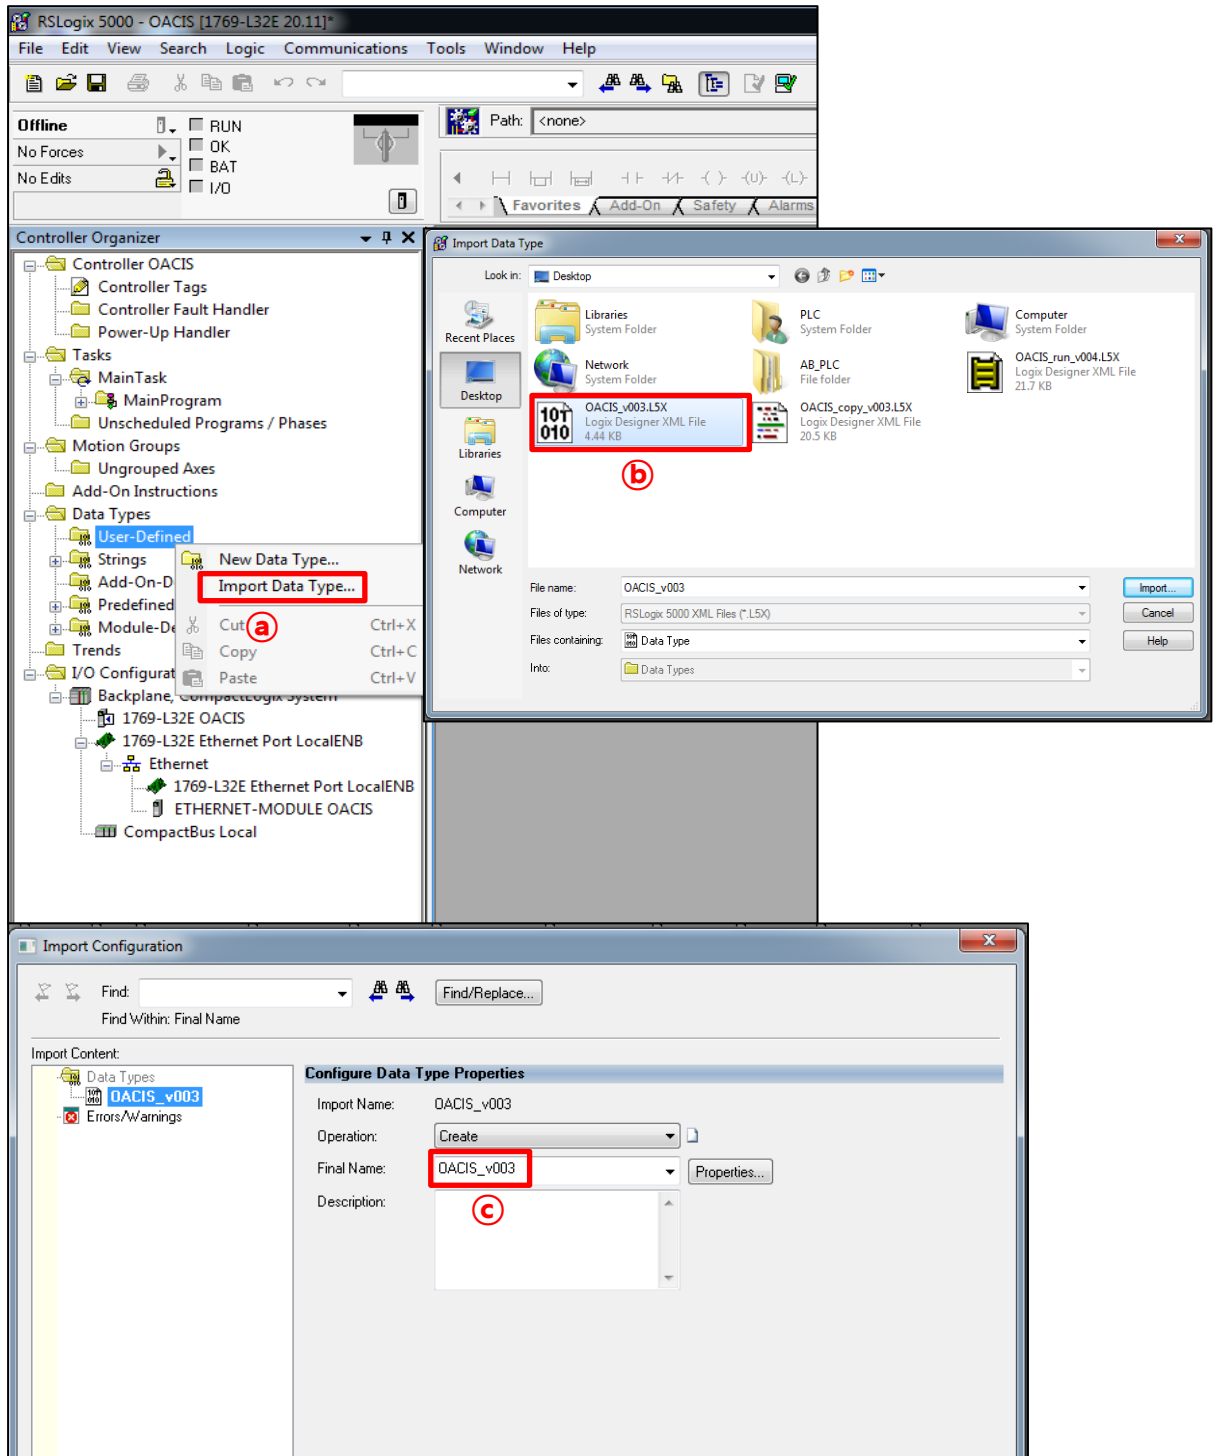 RSLogix 5000 - OACIS [1769-L32E 20.11]*
File Edit View Search Logic Communications Tools Window Help
Offline
RUN
No Forces
OK
No Edits
BAT
I/O
Path: <none>
Favorites Add-On Safety Alarms
Controller Organizer
Controller OACIS
Controller Tags
Controller Fault Handler
Power-Up Handler
Tasks
MainTask
MainProgram
Unscheduled Programs / Phases
Motion Groups
Ungrouped Axes
Add-On Instructions
Data Types
User-Defined
Strings
Add-On-D
Predefined
Module-De
Trends
I/O Configurat
Backplane, CompactLogix System
1769-L32E OACIS
1769-L32E Ethernet Port LocalENB
Ethernet
1769-L32E Ethernet Port LocalENB
ETHERNET-MODULE OACIS
CompactBus Local
New Data Type...
Import Data Type...
ⓐ
Cut Ctrl+X
Copy Ctrl+C
Paste Ctrl+V
Import Data Type
Look in: Desktop
Recent Places
Desktop
Libraries
Computer
Network
Libraries
System Folder
PLC
System Folder
Computer
System Folder
Network
System Folder
AB_PLC
File folder
OACIS_run_v004.L5X
Logix Designer XML File
21.7 KB
101
010
OACIS_v003.L5X
Logix Designer XML File
4.44 KB
OACIS_copy_v003.L5X
Logix Designer XML File
20.5 KB
ⓑ
File name: OACIS_v003 Import...
Files of type: RSLogix 5000 XML Files (*.L5X) Cancel
Files containing: Data Type Help
Into: Data Types
Import Configuration
Find: Find/Replace...
Find Within: Final Name
Import Content:
Data Types
OACIS_v003
Errors/Warnings
Configure Data Type Properties
Import Name: OACIS_v003
Operation: Create
Final Name: OACIS_v003 Properties...
Description:
ⓒ